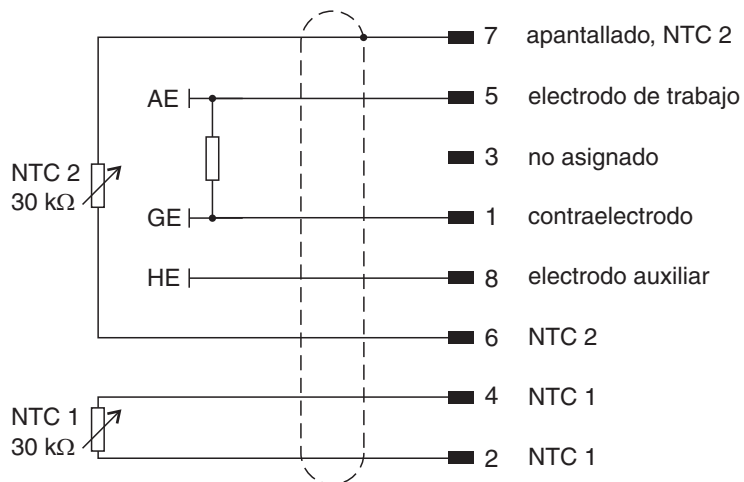 7 apantallado, NTC 2
AE 5 electrodo de trabajo
3 no asignado
NTC 2
30 kΩ
GE 1 contraelectrodo
HE 8 electrodo auxiliar
6 NTC 2
4 NTC 1
NTC 1
30 kΩ
2 NTC 1